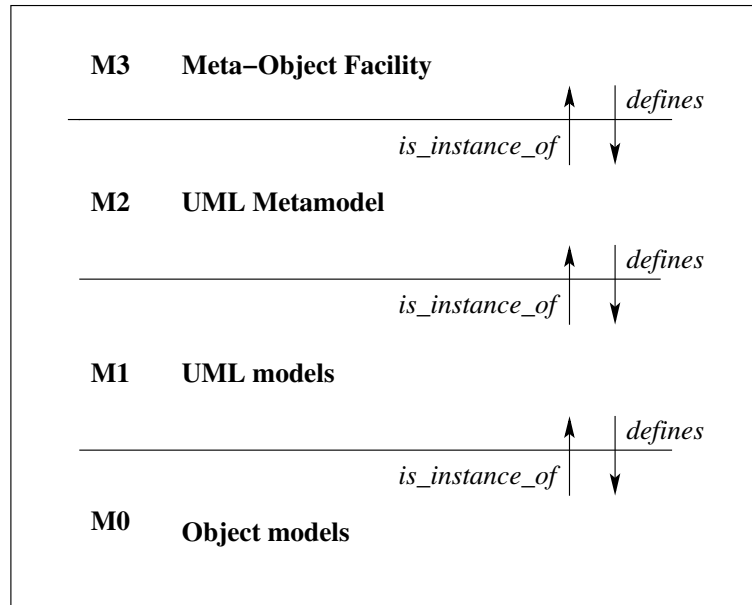 M3 Meta−Object Facility
defines
is_instance_of
M2 UML Metamodel
defines
is_instance_of
M1 UML models
defines
is_instance_of
M0 Object models